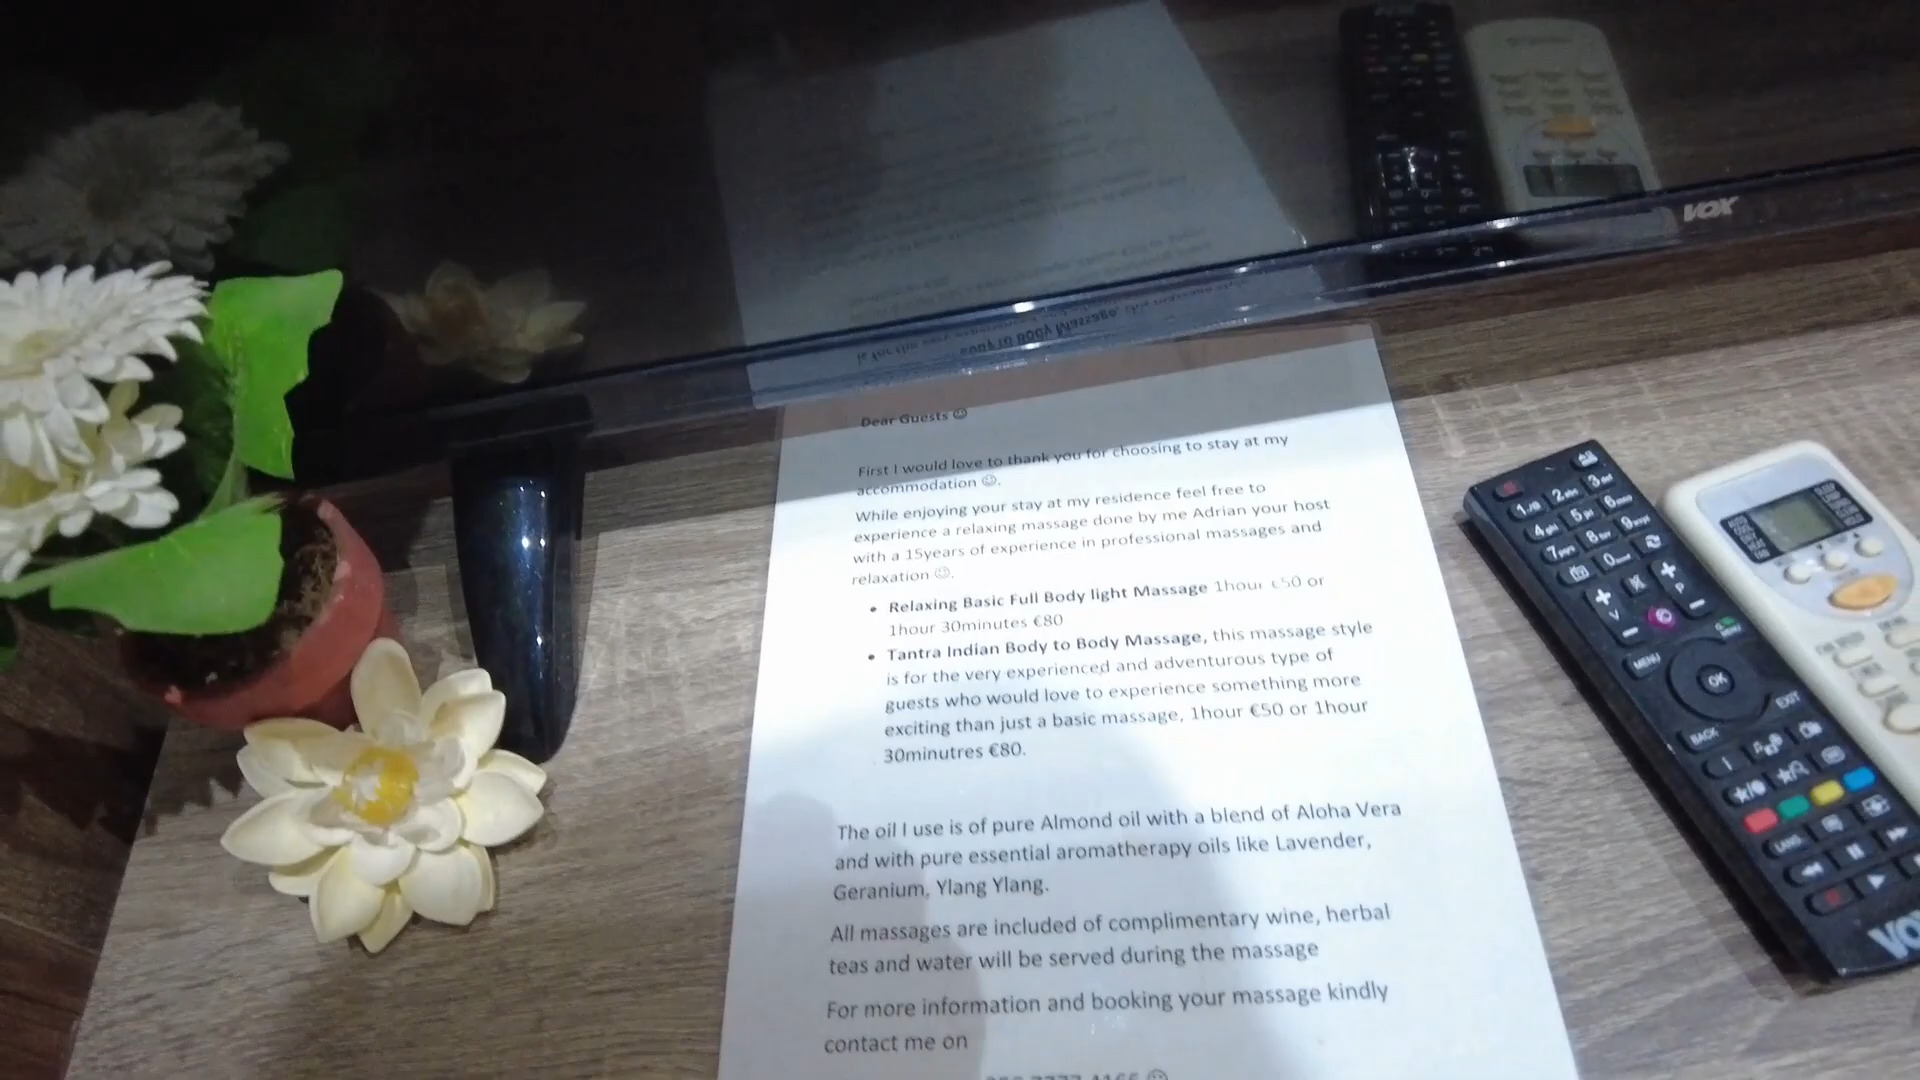 VOX
Dear Guests ☺
First I would love to thank you for choosing to stay at my
accommodation ☺.
While enjoying your stay at my residence feel free to
experience a relaxing massage done by me Adrian your host
with a 15years of experience in professional massages and
relaxation ☺.
• Relaxing Basic Full Body light Massage 1hour €50 or
1hour 30minutes €80
• Tantra Indian Body to Body Massage, this massage style
is for the very experienced and adventurous type of
guests who would love to experience something more
exciting than just a basic massage, 1hour €50 or 1hour
30minutres €80.
The oil I use is of pure Almond oil with a blend of Aloha Vera
and with pure essential aromatherapy oils like Lavender,
Geranium, Ylang Ylang.
All massages are included of complimentary wine, herbal
teas and water will be served during the massage
For more information and booking your massage kindly
contact me on
MENU
OK
EXIT
BACK
LANG